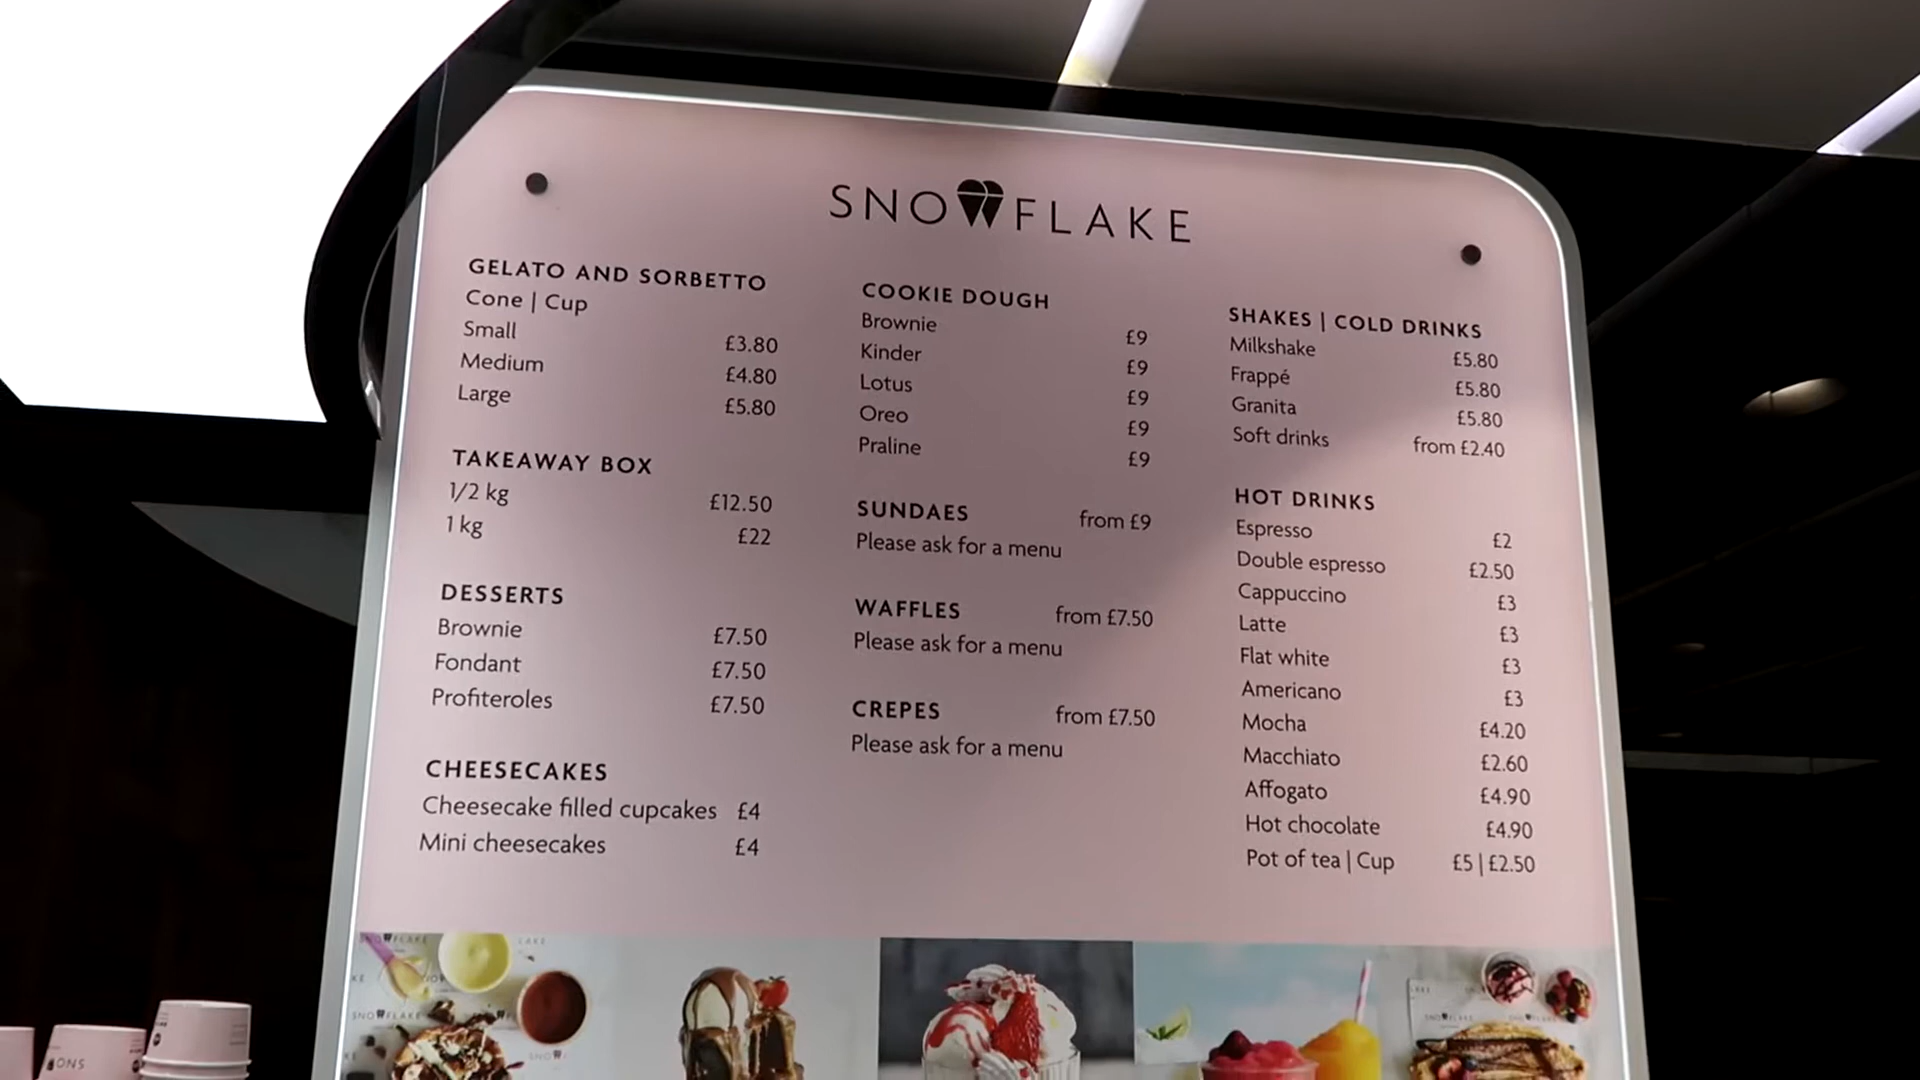 SNOWFLAKE
GELATO AND SORBETTO
Cone | Cup
Small £3.80
Medium £4.80
Large £5.80
TAKEAWAY BOX
1/2 kg £12.50
1 kg £22
DESSERTS
Brownie £7.50
Fondant £7.50
Profiteroles £7.50
CHEESECAKES
Cheesecake filled cupcakes £4
Mini cheesecakes £4
COOKIE DOUGH
Brownie £9
Kinder £9
Lotus £9
Oreo £9
Praline £9
SUNDAES from £9
Please ask for a menu
WAFFLES from £7.50
Please ask for a menu
CREPES from £7.50
Please ask for a menu
SHAKES | COLD DRINKS
Milkshake £5.80
Frappé £5.80
Granita £5.80
Soft drinks from £2.40
HOT DRINKS
Espresso £2
Double espresso £2.50
Cappuccino £3
Latte £3
Flat white £3
Americano £3
Mocha £4.20
Macchiato £2.60
Affogato £4.90
Hot chocolate £4.90
Pot of tea | Cup £5 | £2.50
SNOWFLAKE
LAKE
SNOWFLAKE